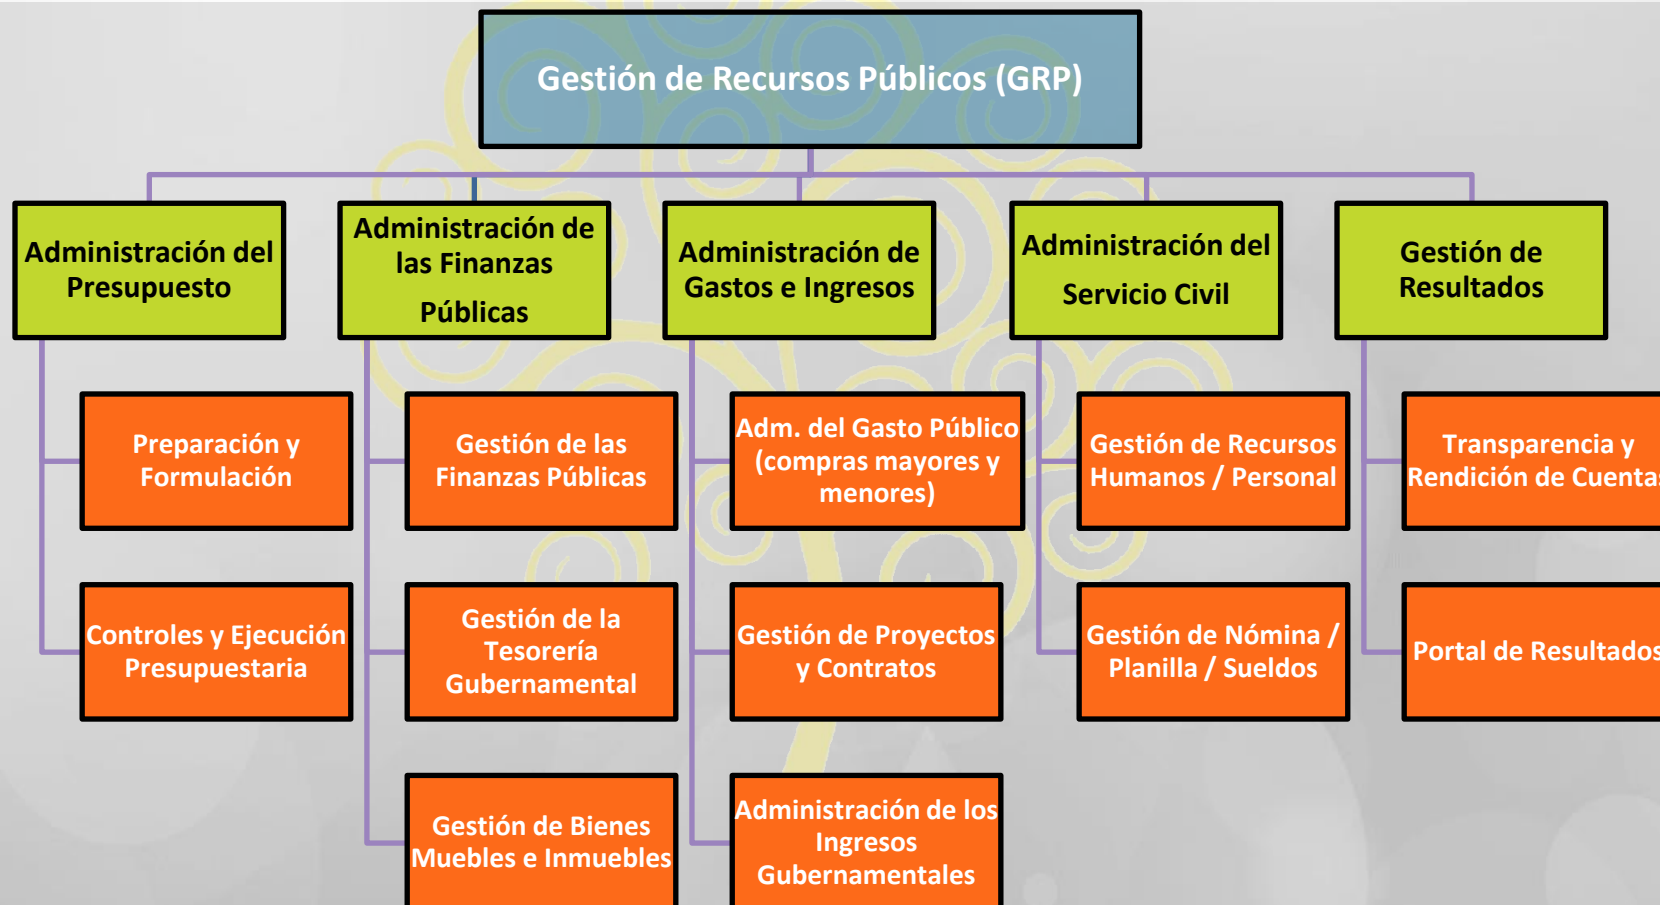 Gestión de Recursos Públicos (GRP)
Administración del
Presupuesto
Administración de
las Finanzas
Públicas
Administración de
Gastos e Ingresos
Administración del
Servicio Civil
Gestión de
Resultados
Preparación y
Formulación
Gestión de las
Finanzas Públicas
Adm. del Gasto Público
(compras mayores y
menores)
Gestión de Recursos
Humanos / Personal
Transparencia y
Rendición de Cuentas
Controles y Ejecución
Presupuestaria
Gestión de la
Tesorería
Gubernamental
Gestión de Proyectos
y Contratos
Gestión de Nómina /
Planilla / Sueldos
Portal de Resultados
Gestión de Bienes
Muebles e Inmuebles
Administración de los
Ingresos
Gubernamentales